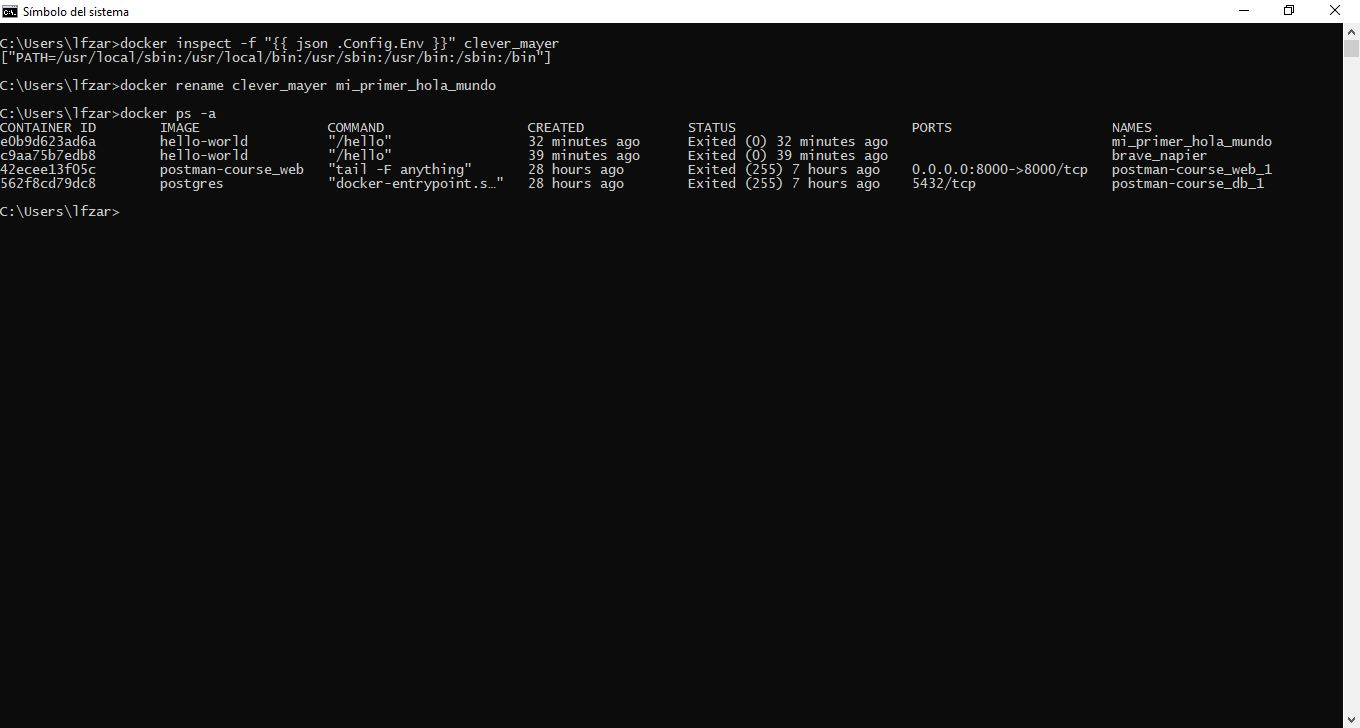 Símbolo del sistema
C:\Users\lfzar>docker inspect -f "{{ json .Config.Env }}" clever_mayer
["PATH=/usr/local/sbin:/usr/local/bin:/usr/sbin:/usr/bin:/sbin:/bin"]
C:\Users\lfzar>docker rename clever_mayer mi_primer_hola_mundo
C:\Users\lfzar>docker ps -a
CONTAINER ID        IMAGE                COMMAND                  CREATED             STATUS                      PORTS                    NAMES
e0b9d623ad6a        hello-world          "/hello"                 32 minutes ago      Exited (0) 32 minutes ago                            mi_primer_hola_mundo
c9aa75b7edb8        hello-world          "/hello"                 39 minutes ago      Exited (0) 39 minutes ago                            brave_napier
42ecee13f05c        postman-course_web   "tail -F anything"       28 hours ago        Exited (255) 7 hours ago    0.0.0.0:8000->8000/tcp   postman-course_web_1
562f8cd79dc8        postgres             "docker-entrypoint.s…"   28 hours ago        Exited (255) 7 hours ago    5432/tcp                 postman-course_db_1
C:\Users\lfzar>